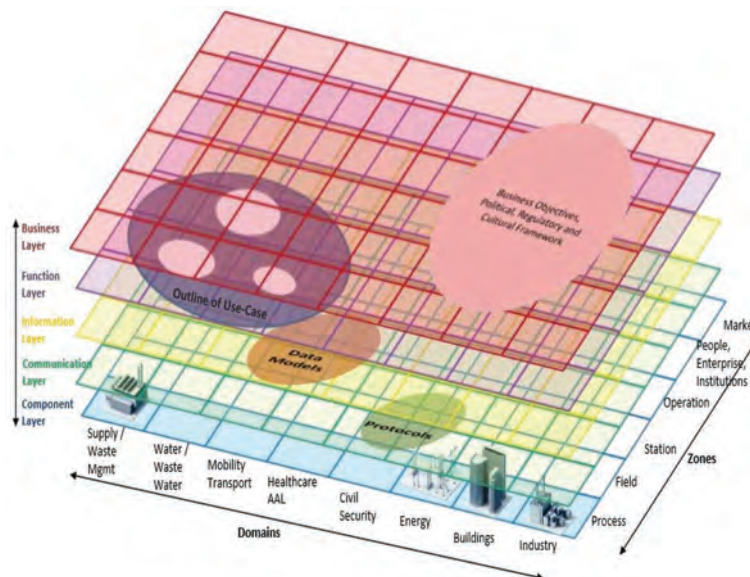 Business Objectives,
Political, Regulatory and
Cultural Framework
Business
Layer
Function
Layer
Outline of Use-Case
Information
Layer
Data
Models
Communication
Layer
Protocols
Component
Layer
Supply /
Waste
Mgmt
Water /
Waste
Water
Mobility
Transport
Healthcare
AAL
Civil
Security
Energy
Buildings
Industry
Domains
Process
Field
Station
Operation
People,
Enterprise,
Institutions
Marke
Zones